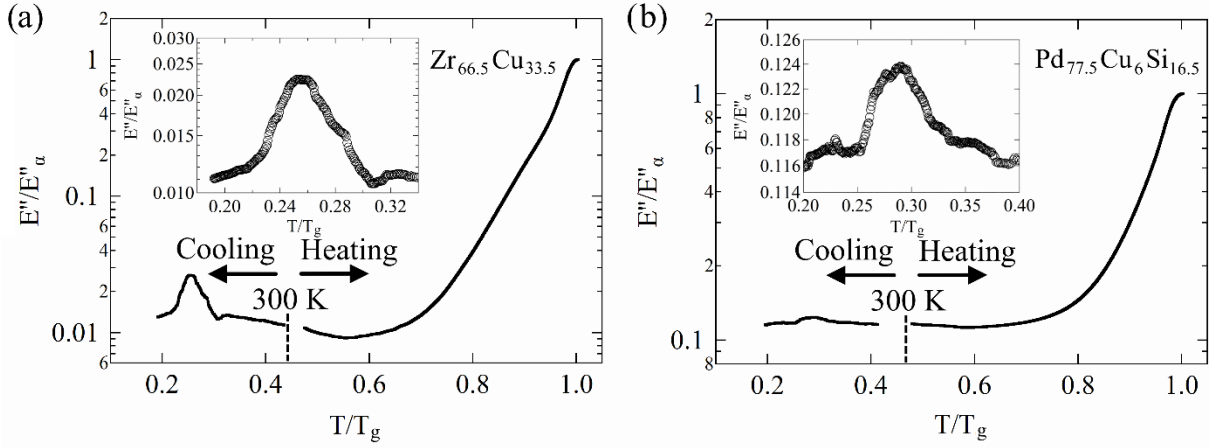 (a)
Zr66.5Cu33.5
E"/E"α
2
1
6
4
2
0.1
6
4
2
0.01
6
0.2
0.4
0.6
0.8
1.0
T/Tg
Cooling
Heating
300 K
E"/E"α
0.030
0.025
0.020
0.015
0.010
0.20
0.24
0.28
0.32
T/Tg
(b)
Pd77.5Cu6Si16.5
E"/E"α
2
1
8
6
4
2
0.1
8
0.2
0.4
0.6
0.8
1.0
T/Tg
Cooling
Heating
300 K
E"/E"α
0.126
0.124
0.122
0.120
0.118
0.116
0.114
0.20
0.25
0.30
0.35
0.40
T/Tg